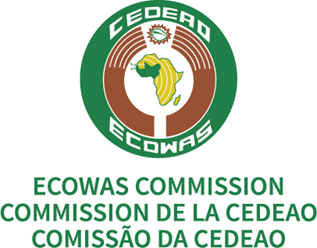 CEDEAO
ECOWAS
ECOWAS COMMISSION
COMMISSION DE LA CEDEAO
COMISSÃO DA CEDEAO